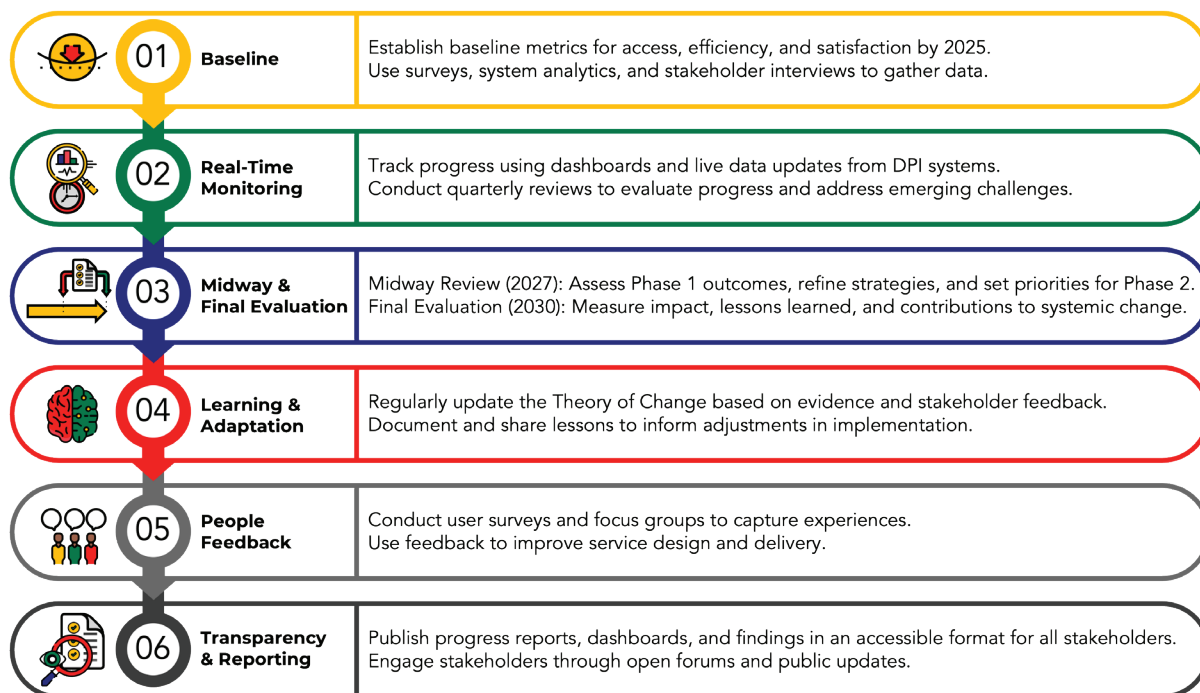 01
Baseline
Establish baseline metrics for access, efficiency, and satisfaction by 2025.
Use surveys, system analytics, and stakeholder interviews to gather data.
02
Real-Time
Monitoring
Track progress using dashboards and live data updates from DPI systems.
Conduct quarterly reviews to evaluate progress and address emerging challenges.
03
Midway &
Final Evaluation
Midway Review (2027): Assess Phase 1 outcomes, refine strategies, and set priorities for Phase 2.
Final Evaluation (2030): Measure impact, lessons learned, and contributions to systemic change.
04
Learning &
Adaptation
Regularly update the Theory of Change based on evidence and stakeholder feedback.
Document and share lessons to inform adjustments in implementation.
05
People
Feedback
Conduct user surveys and focus groups to capture experiences.
Use feedback to improve service design and delivery.
06
Transparency
& Reporting
Publish progress reports, dashboards, and findings in an accessible format for all stakeholders.
Engage stakeholders through open forums and public updates.